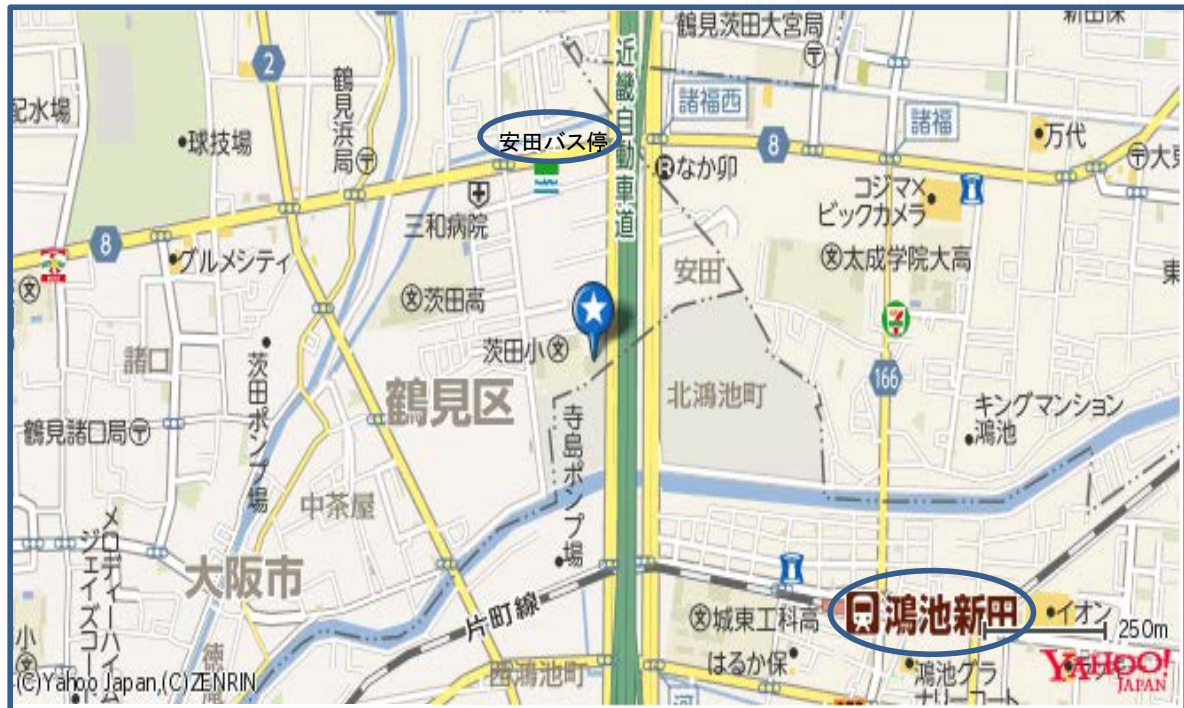 鶴見茨田大宮局
配水場
2
鶴見浜局
近畿自動車道
諸福西
諸福
球技場
安田バス停
8
万代
なか卯
コジマ×
ビックカメラ
三和病院
8
グルメシティ
茨田高
安田
太成学院大高
東
諸口
茨田ポンプ場
茨田小
鶴見区
北鴻池町
166
キングマンション
鴻池
鶴見諸口局
寺島ポンプ場
中茶屋
大阪市
メロディーハイム
ジェイズコー
片町線
城東工科高
鴻池新田
イオン
250m
はるか保
西鴻池町
鴻池グラ
小
徳
河
YAHOO!
JAPAN
(C)Yahoo Japan,(C)ZENRIN